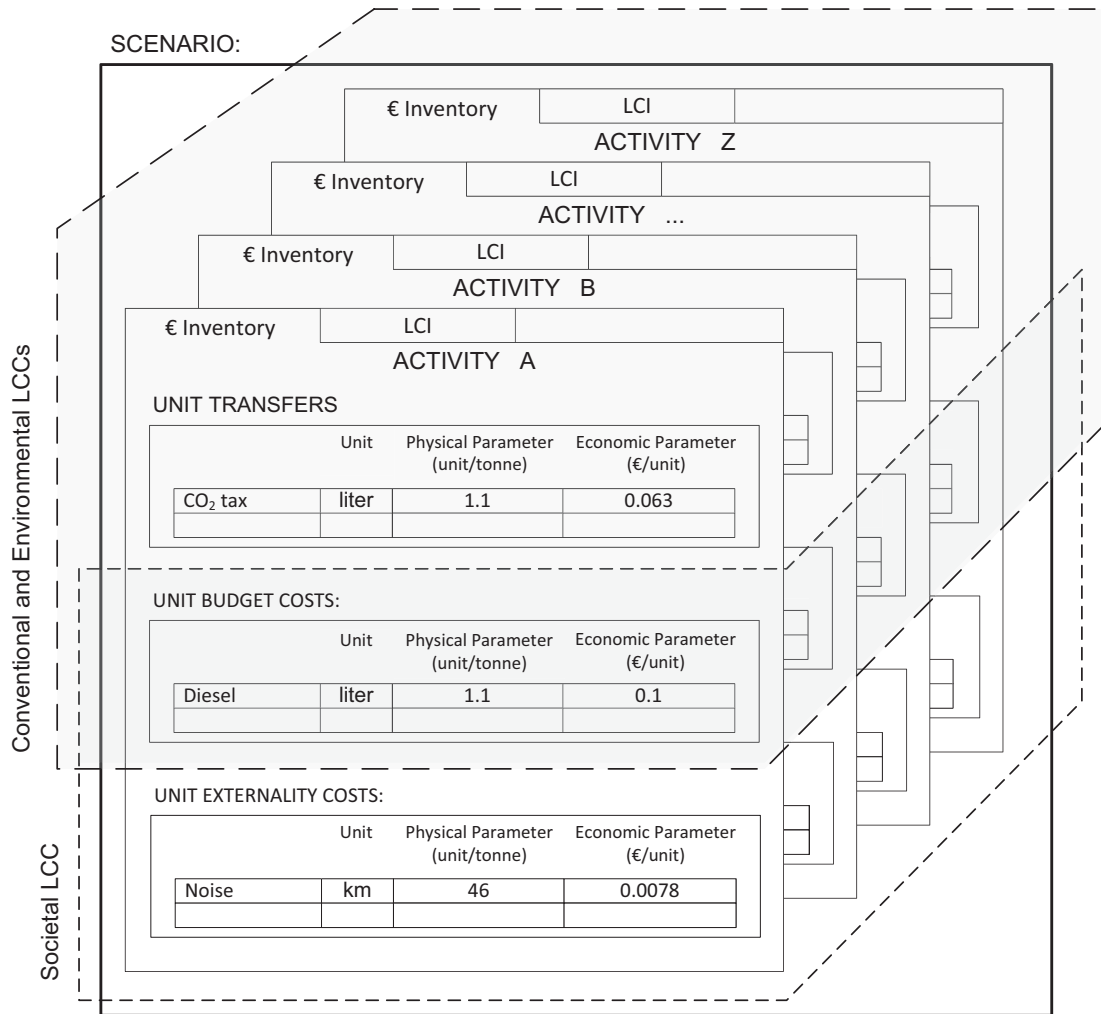 SCENARIO:
€ Inventory LCI
ACTIVITY Z
€ Inventory LCI
ACTIVITY ...
€ Inventory LCI
ACTIVITY B
€ Inventory LCI
ACTIVITY A
UNIT TRANSFERS
Unit Physical Parameter Economic Parameter
(unit/tonne) (€/unit)
CO₂ tax liter 1.1 0.063
UNIT BUDGET COSTS:
Unit Physical Parameter Economic Parameter
(unit/tonne) (€/unit)
Diesel liter 1.1 0.1
UNIT EXTERNALITY COSTS:
Unit Physical Parameter Economic Parameter
(unit/tonne) (€/unit)
Noise km 46 0.0078
Conventional and Environmental LCCs
Societal LCC